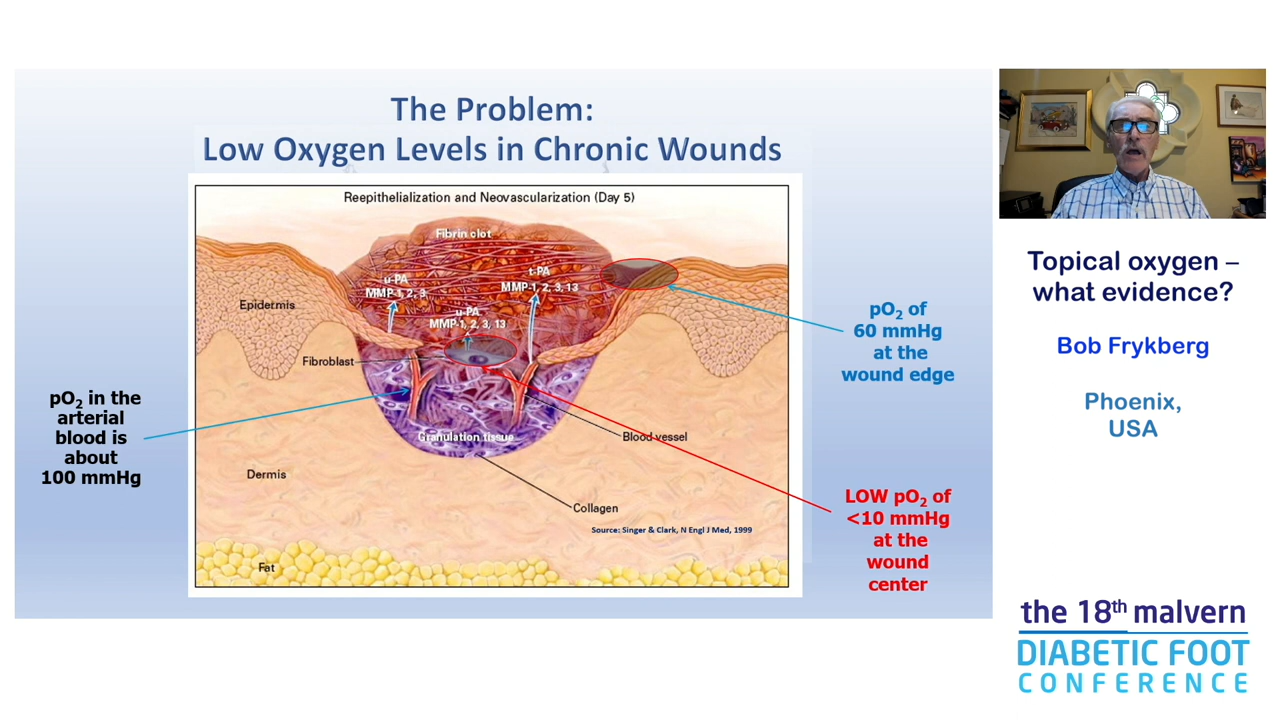 The Problem:
Low Oxygen Levels in Chronic Wounds
Reepithelialization and Neovascularization (Day 5)
Fibrin clot
u-PA
MMP-1, 2, 3
t-PA
MMP-1, 2, 3, 13
u-PA
MMP-1, 2, 3, 13
Epidermis
Fibroblast
Granulation tissue
Blood vessel
Dermis
Collagen
Source: Singer & Clark, N Engl J Med, 1999
Fat
pO2 in the
arterial
blood is
about
100 mmHg
pO2 of
60 mmHg
at the
wound edge
LOW pO2 of
<10 mmHg
at the
wound
center
Topical oxygen –
what evidence?
Bob Frykberg
Phoenix,
USA
the 18th malvern
DIABETIC FOOT
CONFERENCE